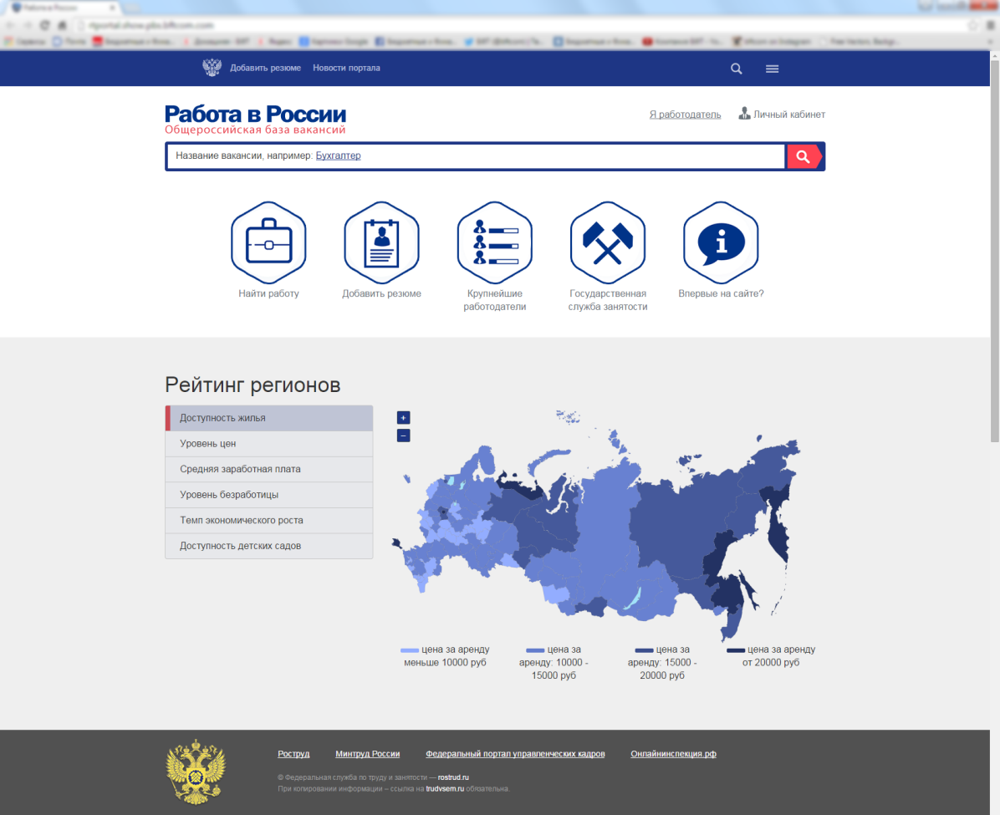 Работа в России
Добавить резюме Новости портала
Работа в России
Общероссийская база вакансий
Я работодатель Личный кабинет
Название вакансии, например: Бухгалтер
Найти работу
Добавить резюме
Крупнейшие
работодатели
Государственная
служба занятости
Впервые на сайте?
Рейтинг регионов
Доступность жилья
Уровень цен
Средняя заработная плата
Уровень безработицы
Темп экономического роста
Доступность детских садов
+
−
цена за аренду
меньше 10000 руб
цена за
аренду: 10000 -
15000 руб
цена за
аренду: 15000 -
20000 руб
цена за аренду
от 20000 руб
Роструд Минтруд России Федеральный портал управленческих кадров Онлайнинспекция.рф
© Федеральная служба по труду и занятости — rostrud.ru
При копировании информации – ссылка на trudvsem.ru обязательна.